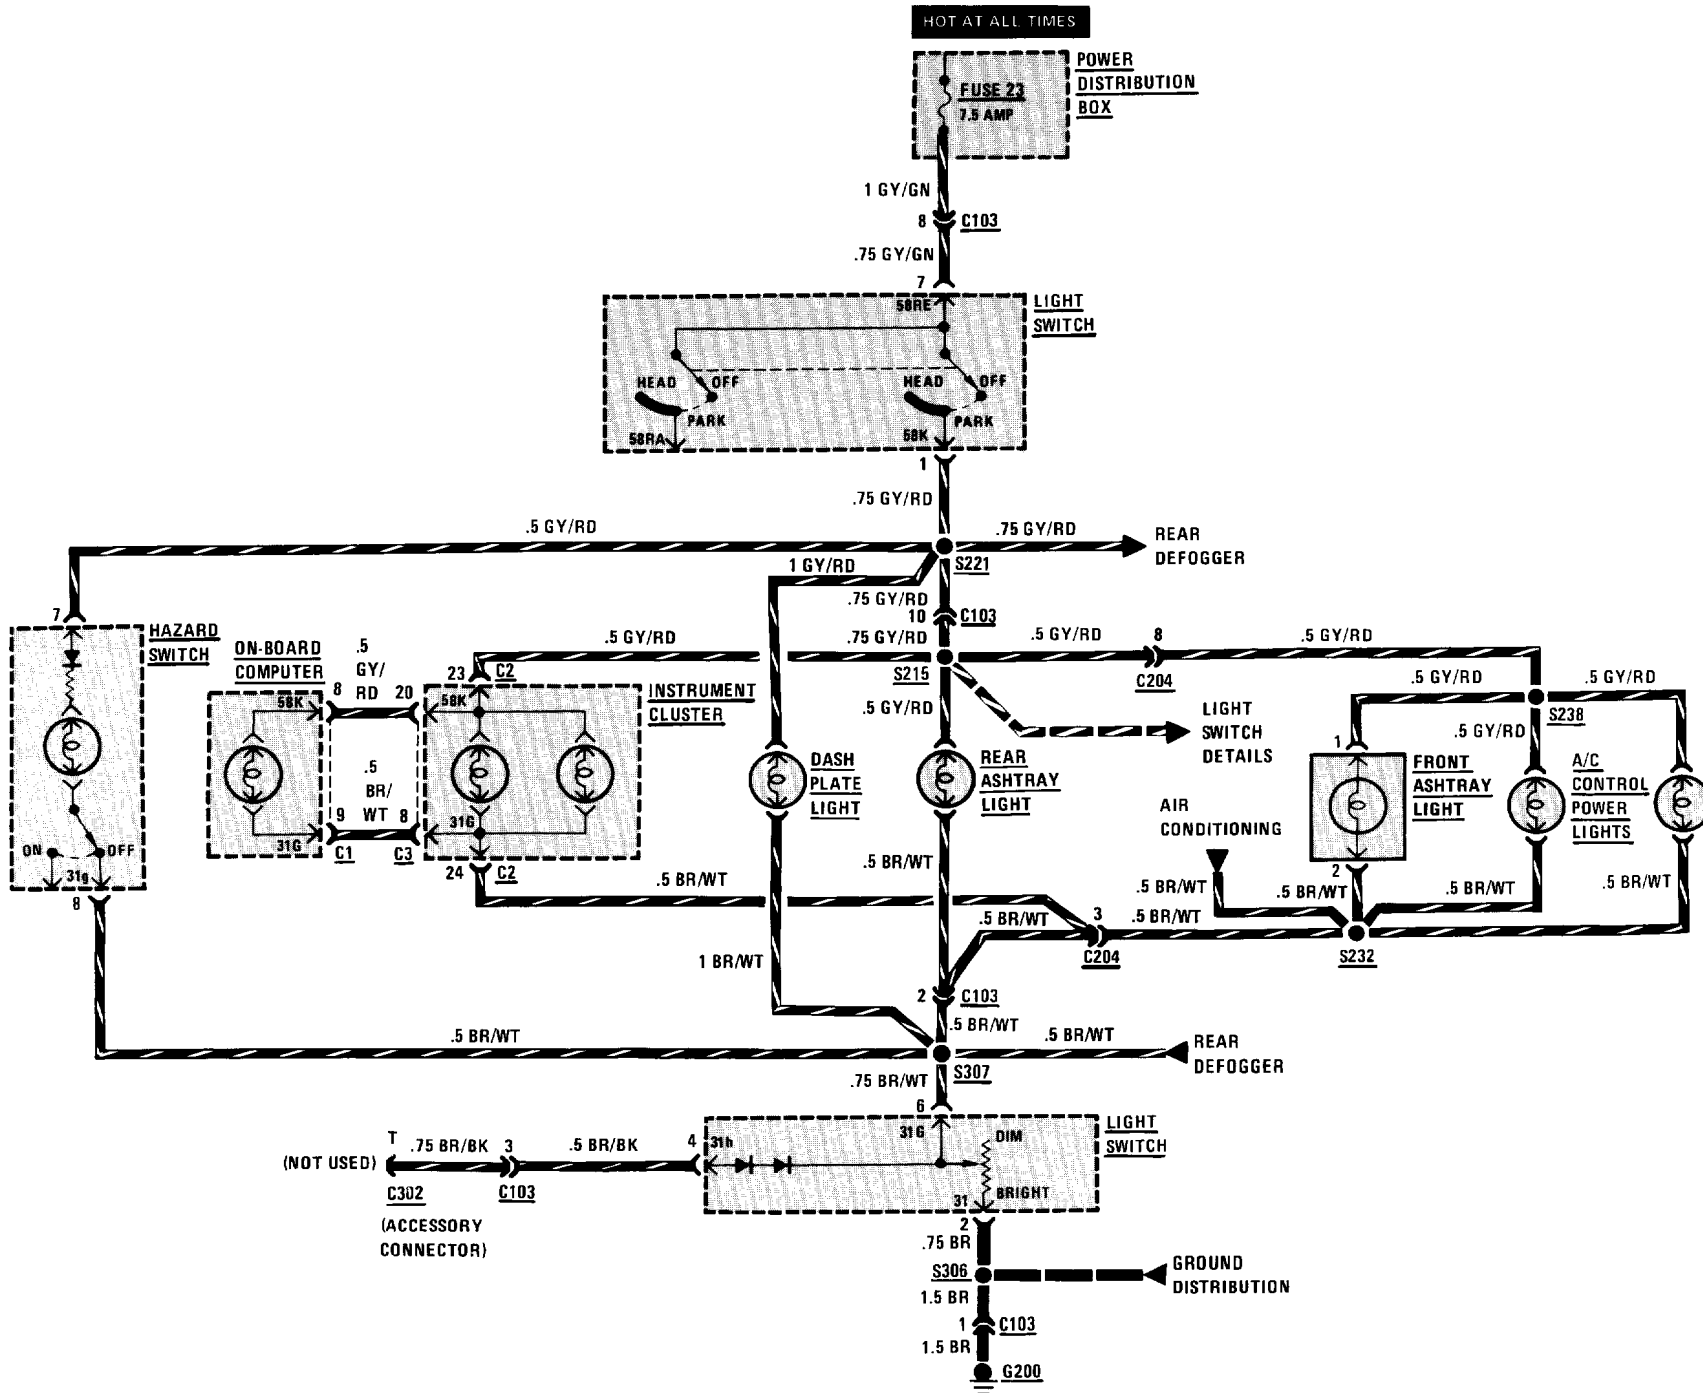 HOT AT ALL TIMES
POWER
DISTRIBUTION
BOX
FUSE 23
7.5 AMP
1 GY/GN
8 C103
.75 GY/GN
7
LIGHT
SWITCH
58RE
HEAD OFF
PARK
58RA
HEAD OFF
PARK
58K
1
.75 GY/RD
.5 GY/RD
.75 GY/RD
REAR
DEFOGGER
S221
1 GY/RD
.75 GY/RD
10 C103
.75 GY/RD
.5 GY/RD
.5 GY/RD
8
C204
.5 GY/RD
S215
7
HAZARD
SWITCH
ON OFF
31g
8
ON-BOARD
COMPUTER
58K
31G
.5
GY/
RD
8 20
.5
BR/
WT
9 8
C1 C3
23 C2
58K
31G
INSTRUMENT
CLUSTER
24 C2
.5 GY/RD
LIGHT
SWITCH
DETAILS
DASH
PLATE
LIGHT
REAR
ASHTRAY
LIGHT
.5 GY/RD
.5 GY/RD
S238
.5 GY/RD
1
FRONT
ASHTRAY
LIGHT
2
A/C
CONTROL
POWER
LIGHTS
AIR
CONDITIONING
.5 BR/WT
.5 BR/WT
.5 BR/WT
.5 BR/WT
.5 BR/WT
.5 BR/WT
.5 BR/WT
3
C204
.5 BR/WT
S232
1 BR/WT
2 C103
.5 BR/WT
.5 BR/WT
.5 BR/WT
REAR
DEFOGGER
S307
.75 BR/WT
6
LIGHT
SWITCH
31G
DIM
BRIGHT
31h
31
4
.5 BR/BK
3
C103
.75 BR/BK
T
(NOT USED)
C302
(ACCESSORY
CONNECTOR)
2
.75 BR
S306
GROUND
DISTRIBUTION
1.5 BR
1 C103
1.5 BR
G200